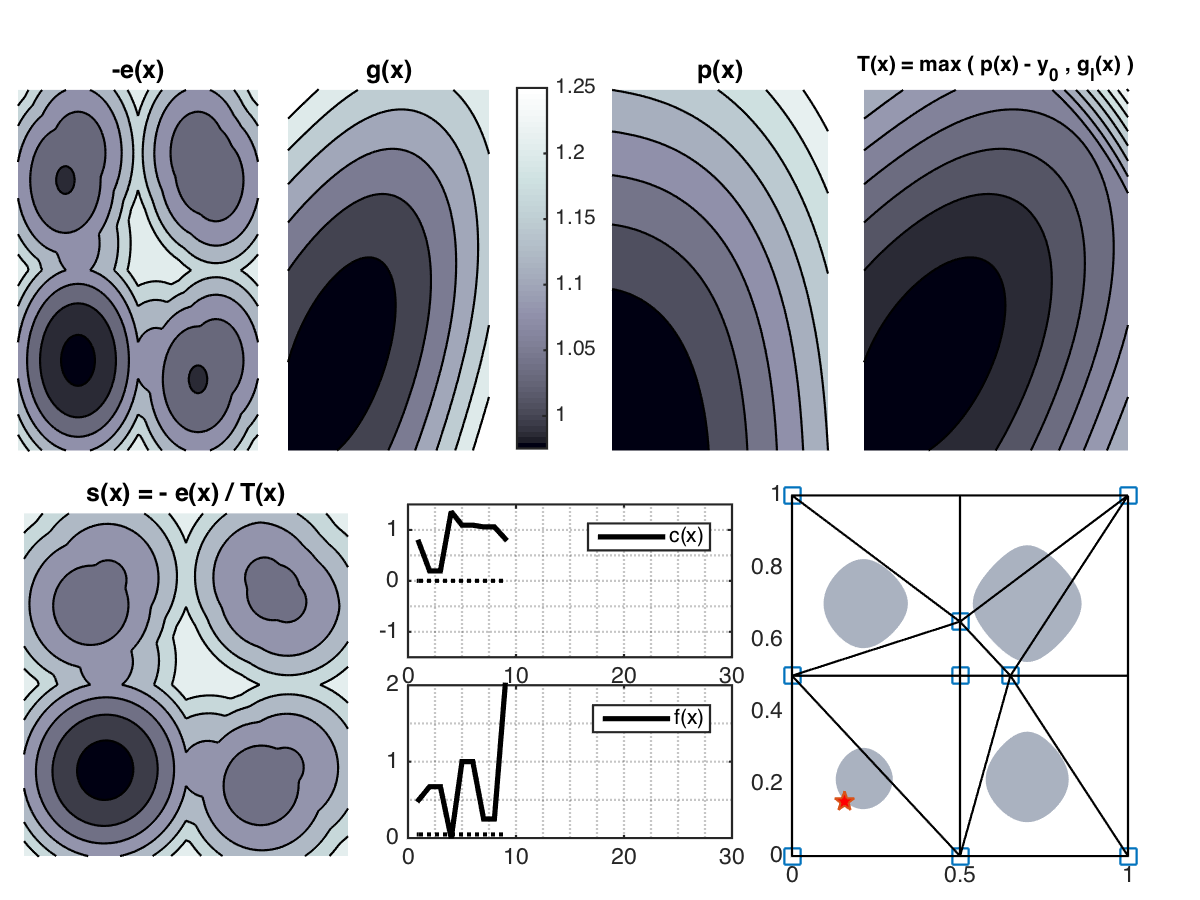 -e(x)
g(x)
p(x)
T(x) = max ( p(x) - y0 , gl(x) )
1.25
1.2
1.15
1.1
1.05
1
s(x) = - e(x) / T(x)
1
0
-1
c(x)
0 10 20 30
2
1
0
f(x)
0 10 20 30
1
0.8
0.6
0.4
0.2
0
0 0.5 1